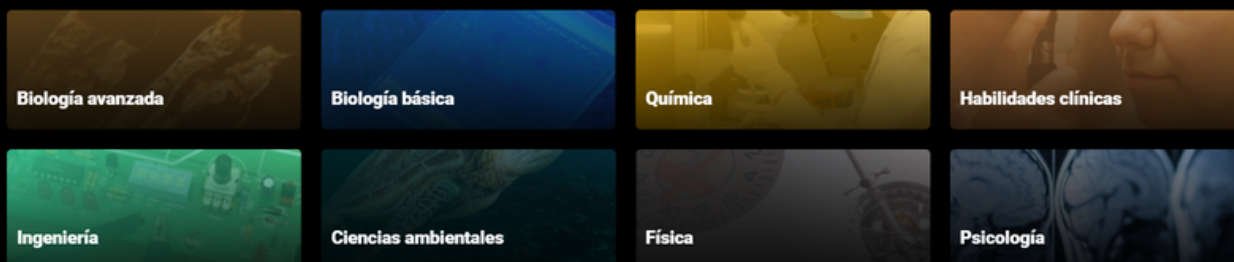 Biología avanzada
Biología básica
Química
Habilidades clínicas
Ingeniería
Ciencias ambientales
Física
Psicología